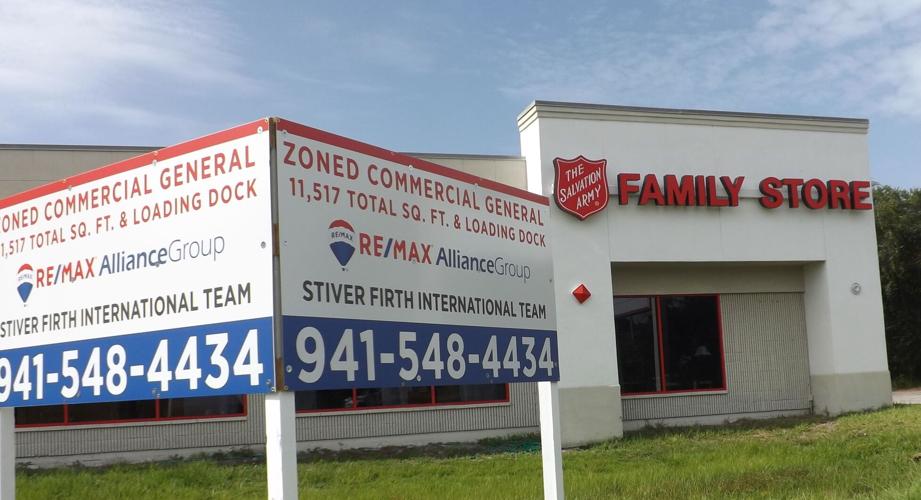 ZONED COMMERCIAL GENERAL
11,517 TOTAL SQ. FT. & LOADING DOCK
RE/MAX
RE/MAX AllianceGroup
STIVER FIRTH INTERNATIONAL TEAM
941-548-4434
ZONED COMMERCIAL GENERAL
11,517 TOTAL SQ. FT. & LOADING DOCK
RE/MAX
RE/MAX AllianceGroup
STIVER FIRTH INTERNATIONAL TEAM
941-548-4434
THE
SALVATION
ARMY
FAMILY STORE